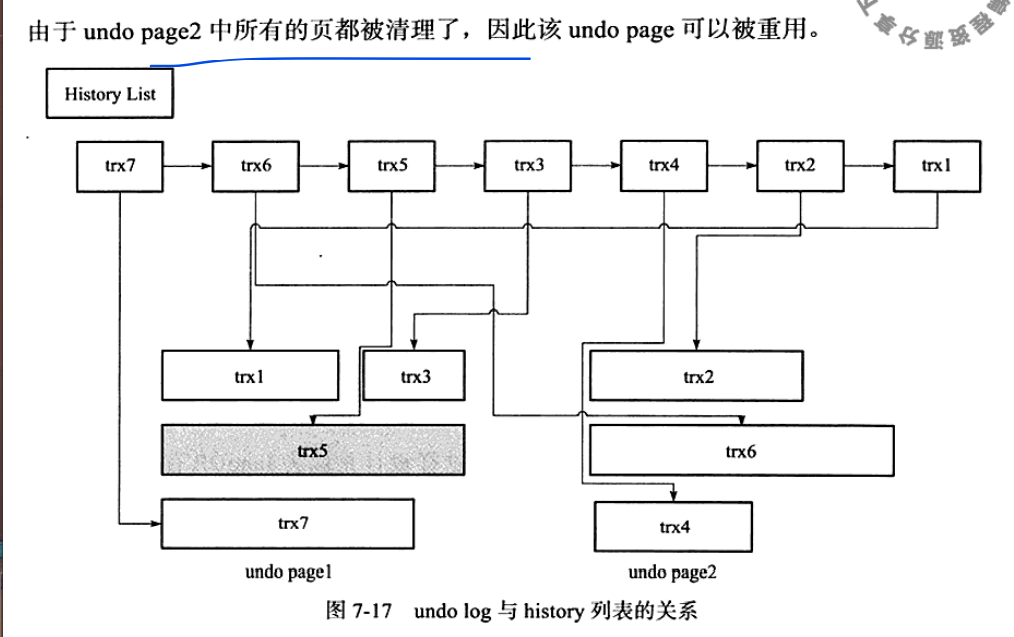 由于 undo page2 中所有的页都被清理了，因此该 undo page 可以被重用。
History List
trx7 trx6 trx5 trx3 trx4 trx2 trx1
trx1 trx3 trx2
trx5 trx6
trx7 trx4
undo page1 undo page2
图 7-17 undo log 与 history 列表的关系